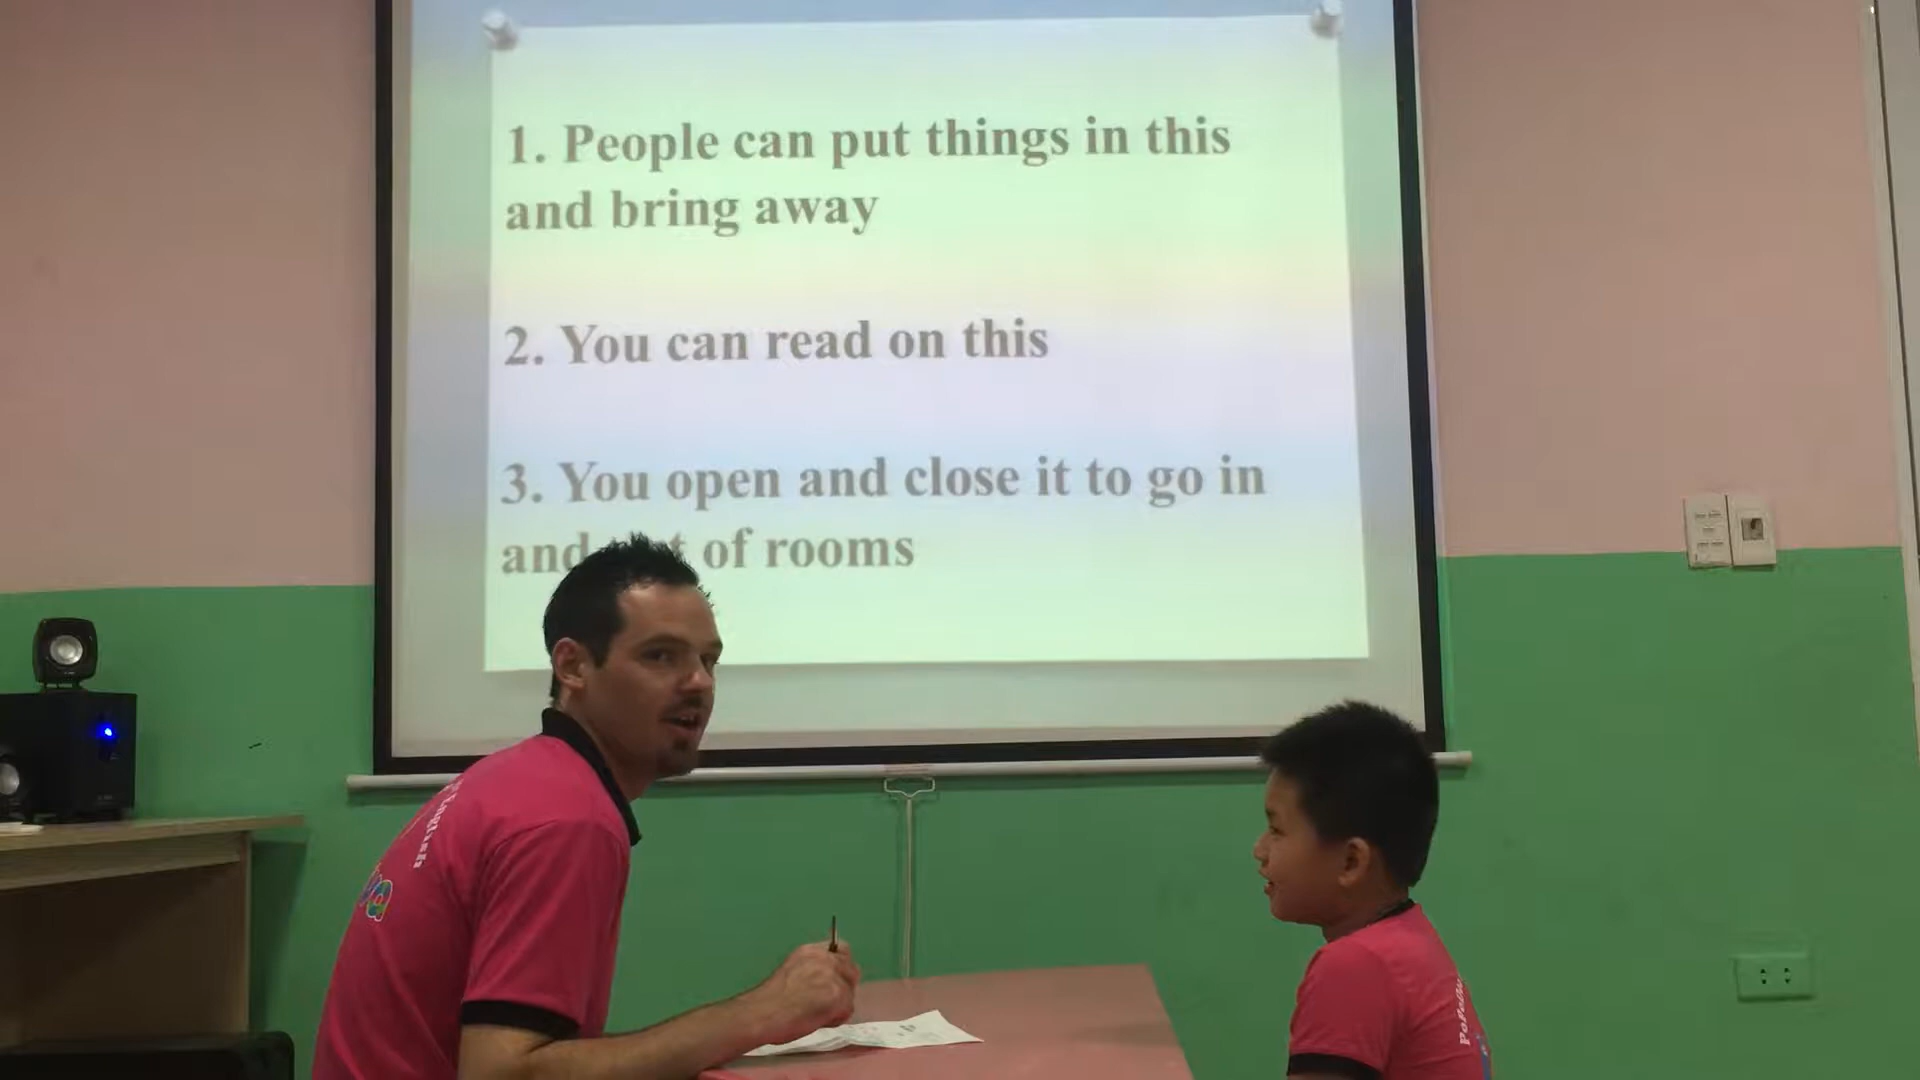 1. People can put things in this
and bring away
2. You can read on this
3. You open and close it to go in
and of rooms